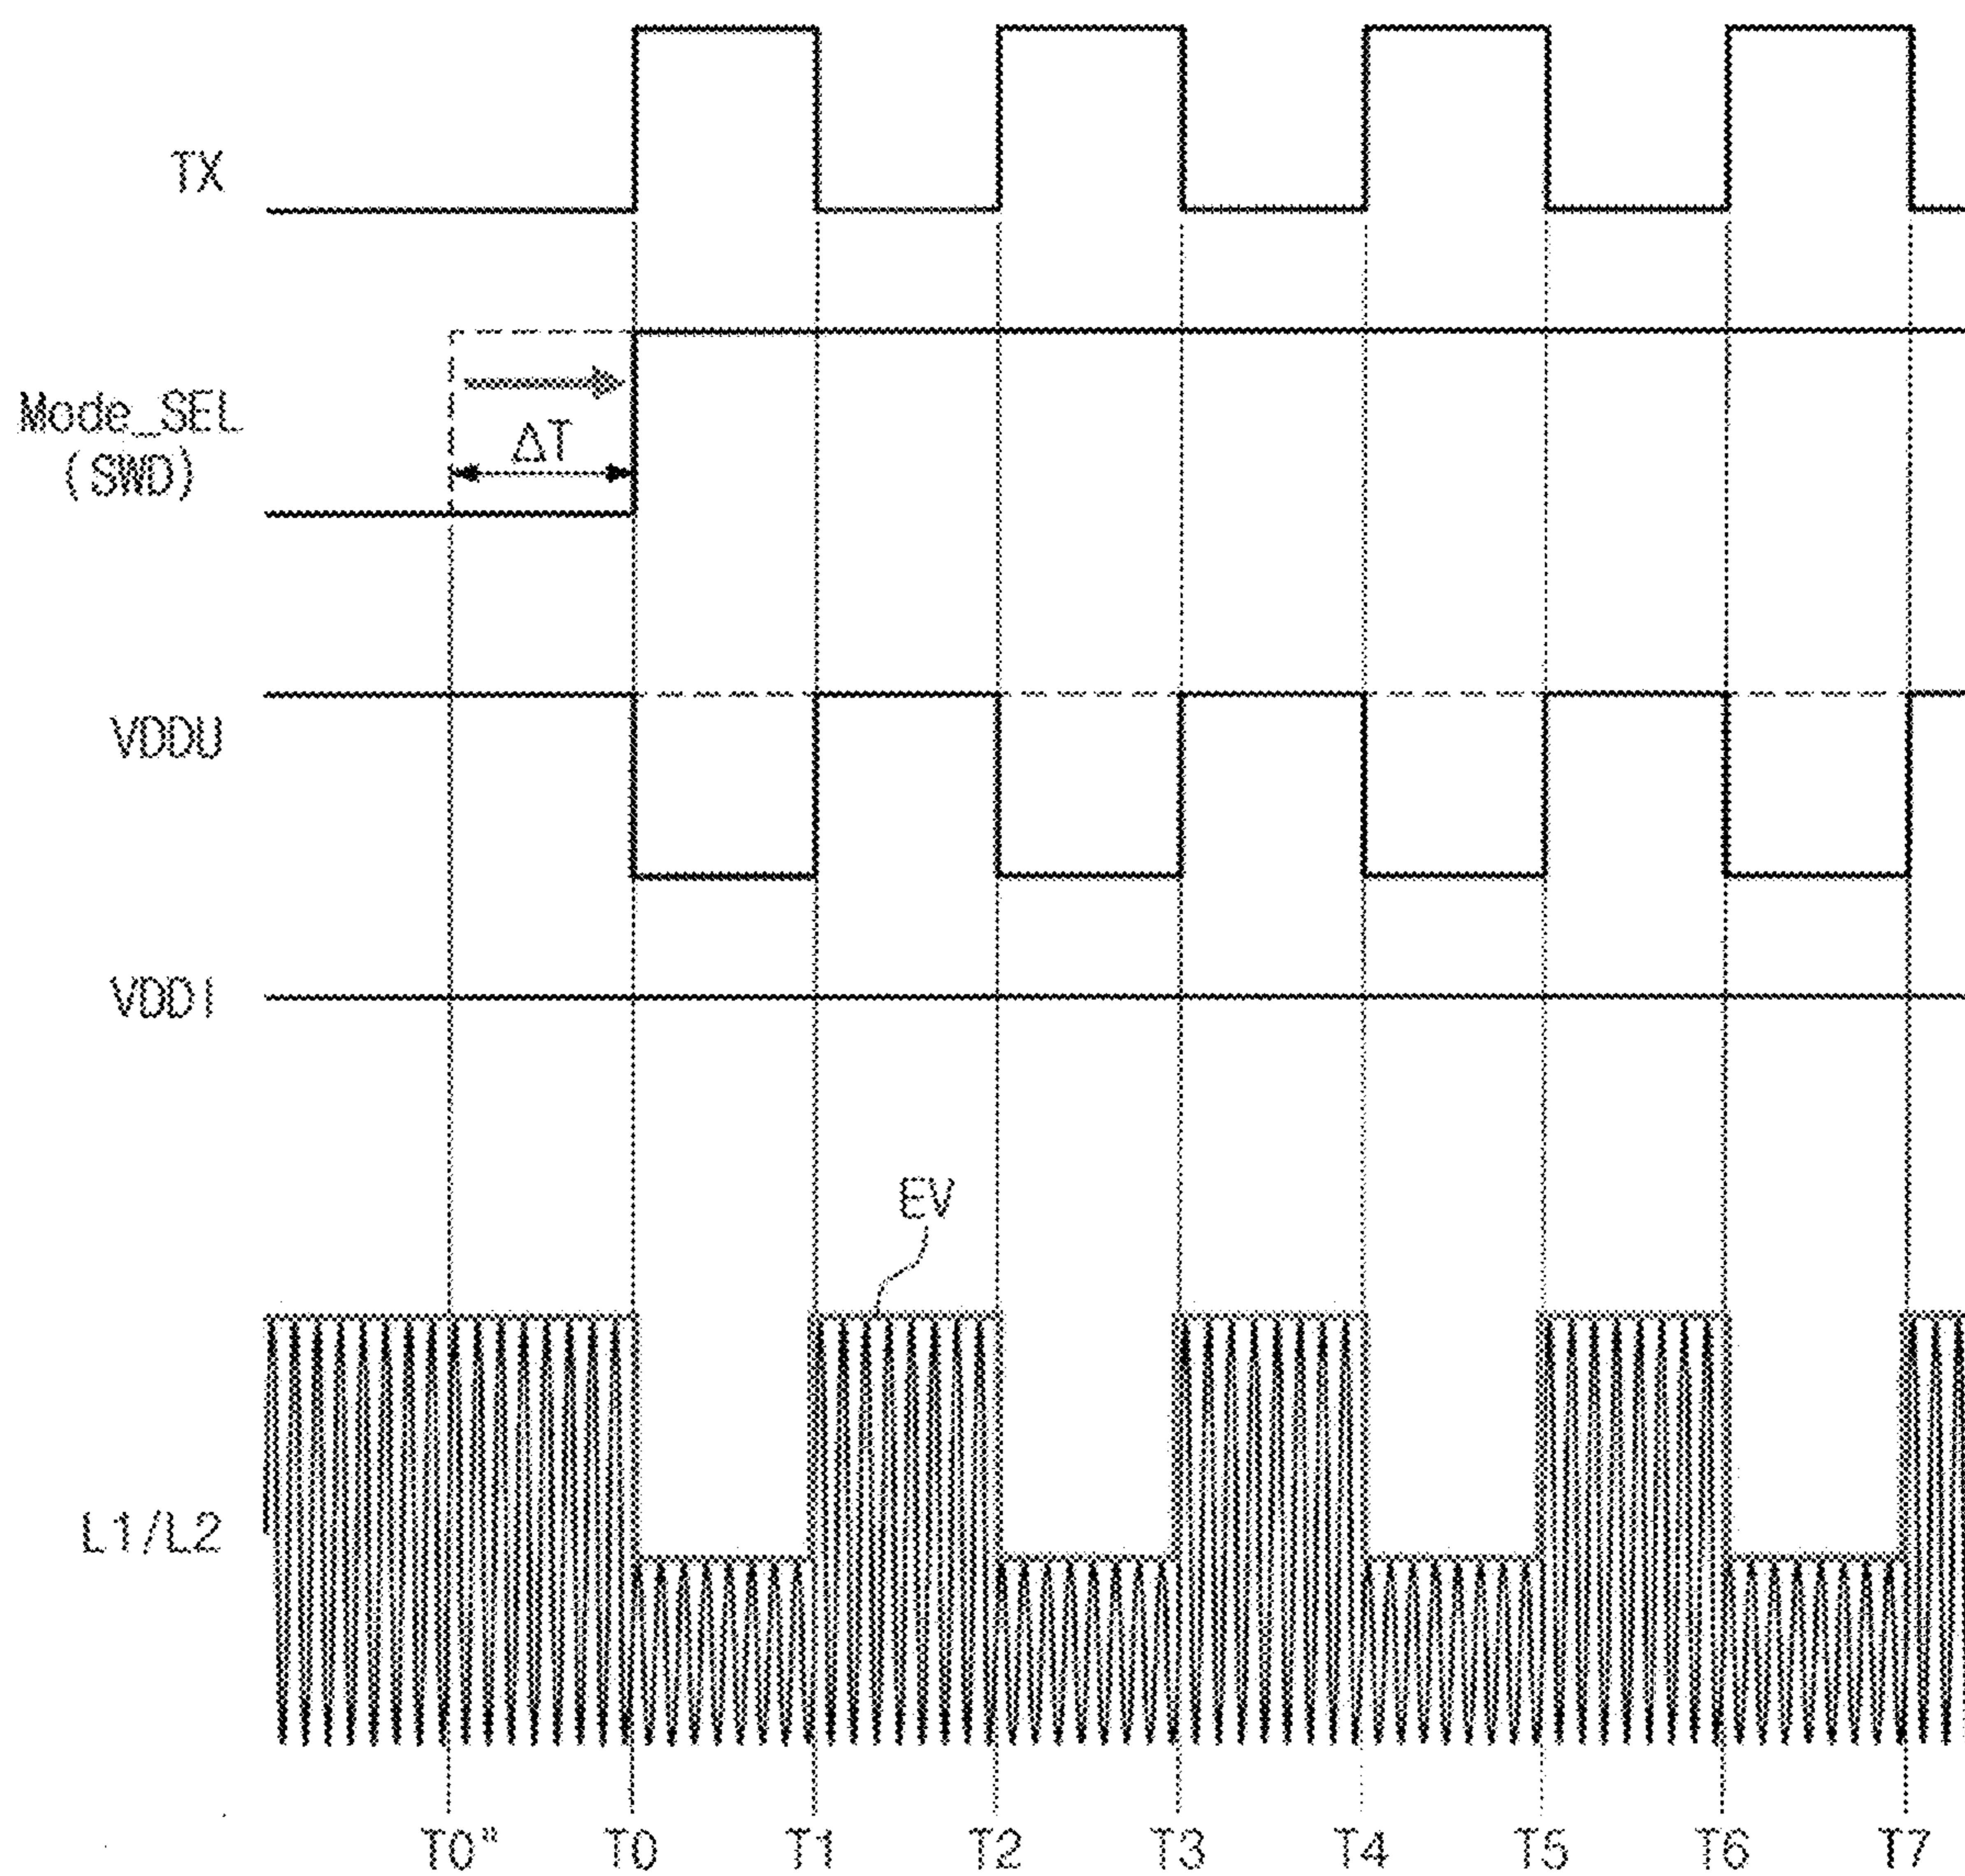 TX
Mode_SEL
(SWD)
ΔT
VDDU
VDDI
EV
L1/L2
T0" T0 T1 T2 T3 T4 T5 T6 T7